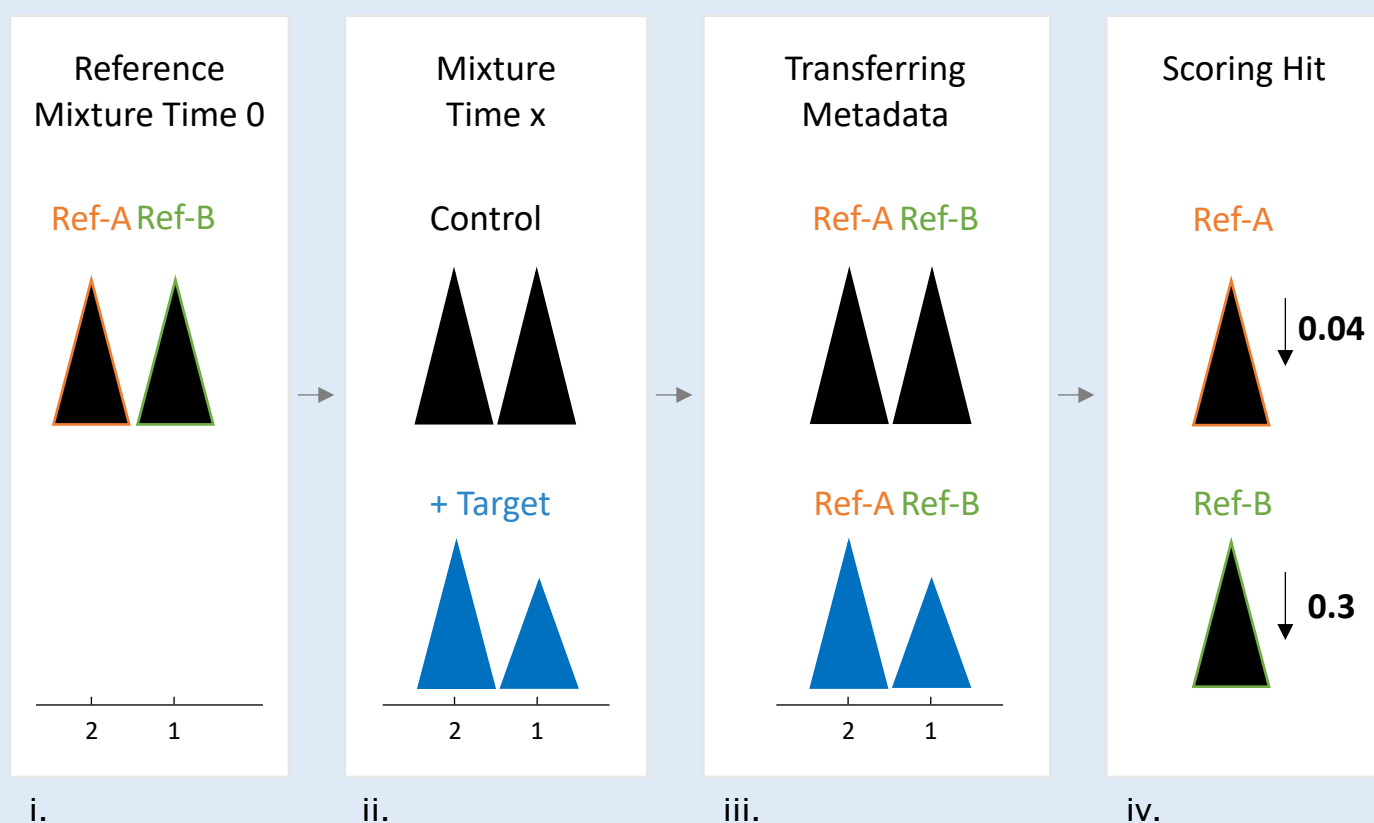 Reference
Mixture Time 0
Ref-A Ref-B
2 1
i.
Mixture
Time x
Control
+ Target
2 1
ii.
Transferring
Metadata
Ref-A Ref-B
Ref-A Ref-B
2 1
iii.
Scoring Hit
Ref-A
0.04
Ref-B
0.3
iv.